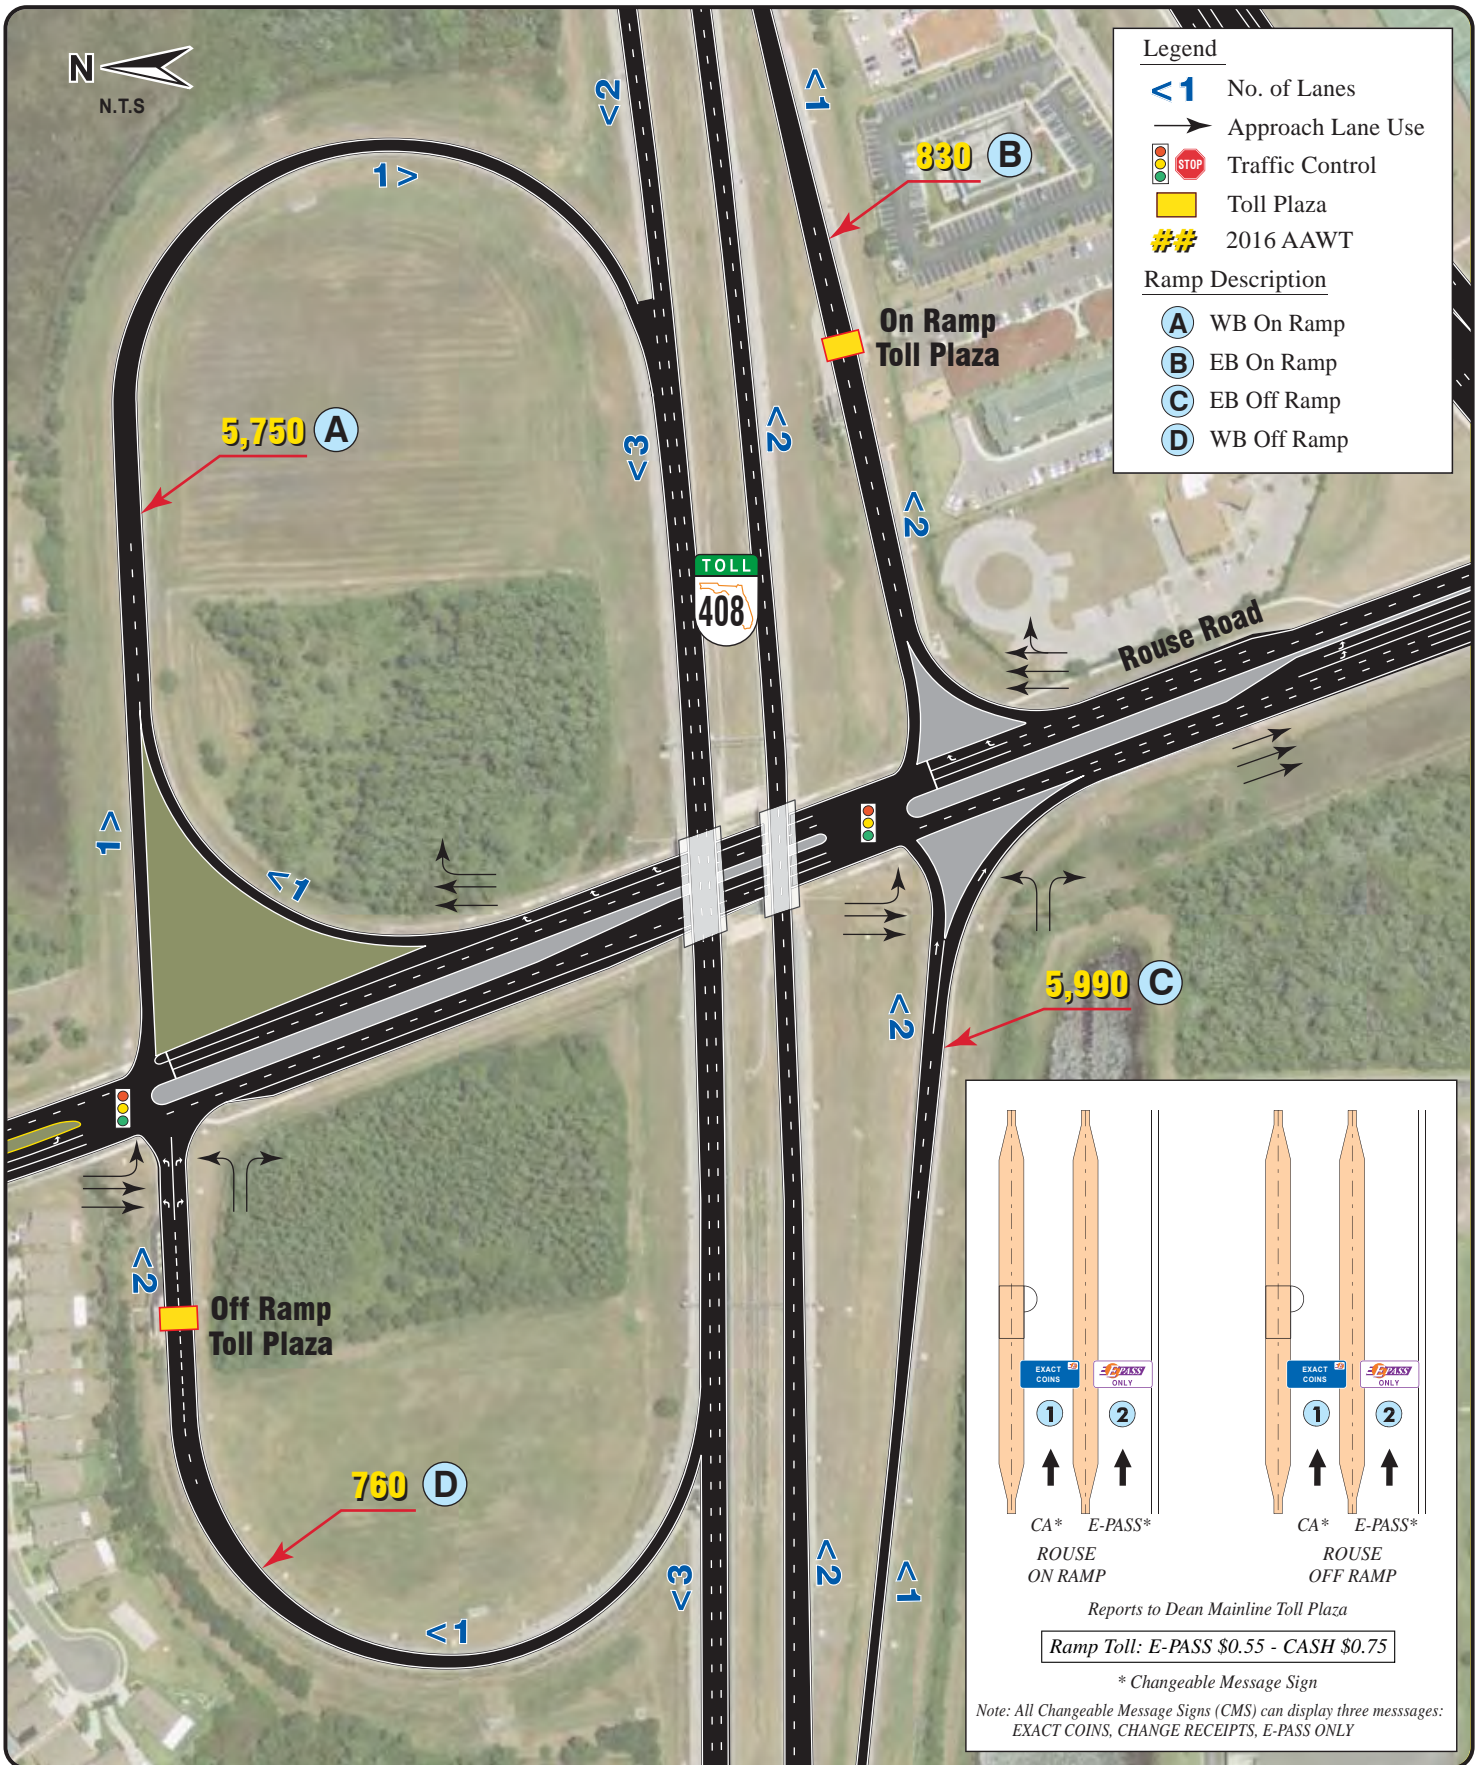 N
N.T.S
<2
<1
830 B
1 >
On Ramp
Toll Plaza
5,750 A
<3
<2
<2
TOLL
408
Rouse Road
<1
<1
5,990 C
<2
<2
Off Ramp
Toll Plaza
760 D
<1
<3
<2
<1
Legend
<1 No. of Lanes
Approach Lane Use
STOP Traffic Control
Toll Plaza
## 2016 AAWT
Ramp Description
A WB On Ramp
B EB On Ramp
C EB Off Ramp
D WB Off Ramp
EXACT COINS
E-PASS ONLY
EXACT COINS
E-PASS ONLY
1 2 1 2
CA* E-PASS* CA* E-PASS*
ROUSE
ON RAMP
ROUSE
OFF RAMP
Reports to Dean Mainline Toll Plaza
Ramp Toll: E-PASS $0.55 - CASH $0.75
* Changeable Message Sign
Note: All Changeable Message Signs (CMS) can display three messsages:
EXACT COINS, CHANGE RECEIPTS, E-PASS ONLY